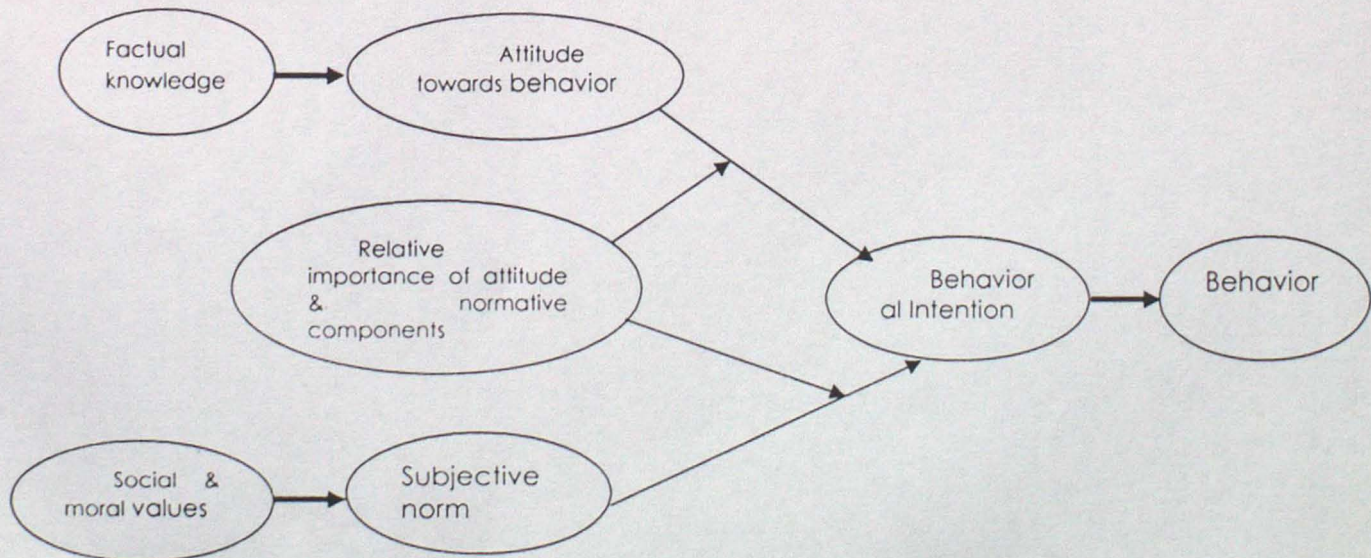 Factual
knowledge
Attitude
towards behavior
Relative
importance of attitude
& normative
components
Behavior
al Intention
Behavior
Social &
moral values
Subjective
norm